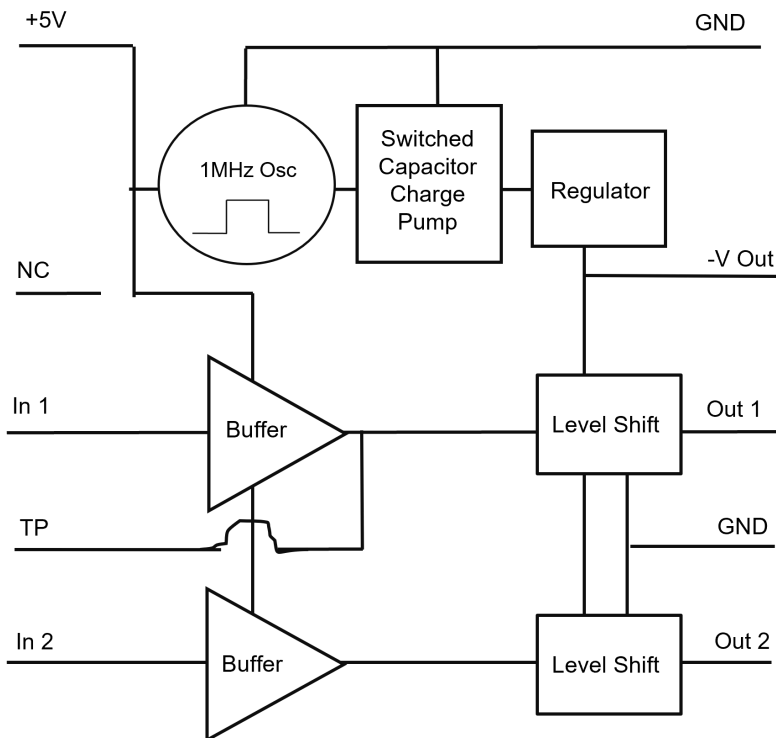 +5V
GND
1MHz Osc
Switched
Capacitor
Charge
Pump
Regulator
NC
-V Out
In 1
Buffer
Level Shift
Out 1
TP
GND
In 2
Buffer
Level Shift
Out 2